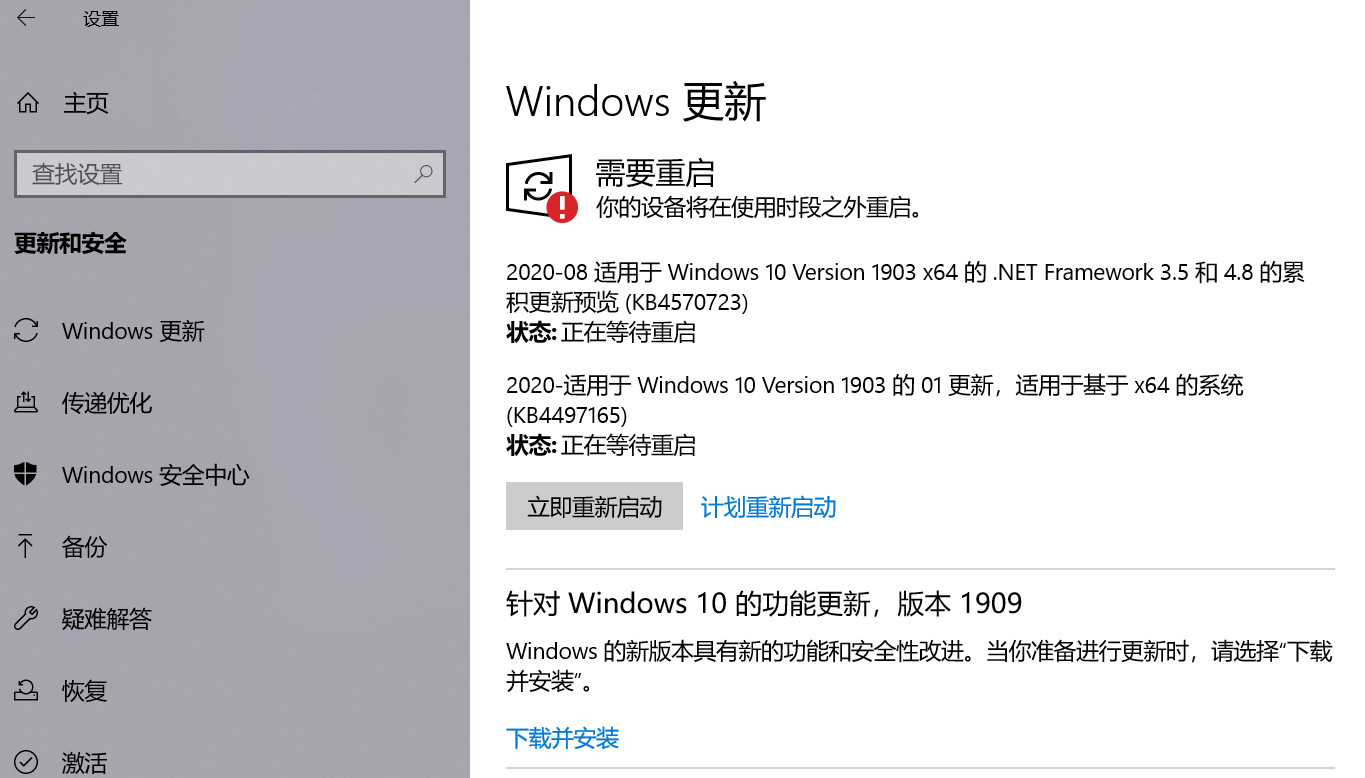 设置
主页
查找设置
更新和安全
Windows 更新
传递优化
Windows 安全中心
备份
疑难解答
恢复
激活
Windows 更新
需要重启
你的设备将在使用时段之外重启。
2020-08 适用于 Windows 10 Version 1903 x64 的 .NET Framework 3.5 和 4.8 的累
积更新预览 (KB4570723)
状态: 正在等待重启
2020-适用于 Windows 10 Version 1903 的 01 更新，适用于基于 x64 的系统
(KB4497165)
状态: 正在等待重启
立即重新启动 计划重新启动
针对 Windows 10 的功能更新，版本 1909
Windows 的新版本具有新的功能和安全性改进。当你准备进行更新时，请选择“下载
并安装”。
下载并安装